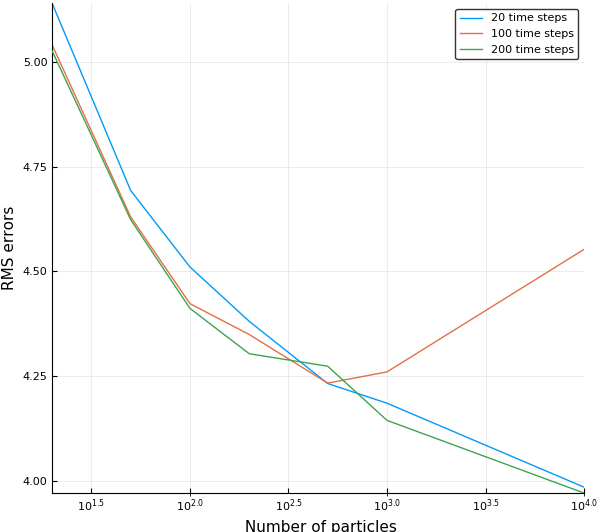 20 time steps
100 time steps
200 time steps
5.00
4.75
4.50
4.25
4.00
RMS errors
10^1.5 10^2.0 10^2.5 10^3.0 10^3.5 10^4.0
Number of particles